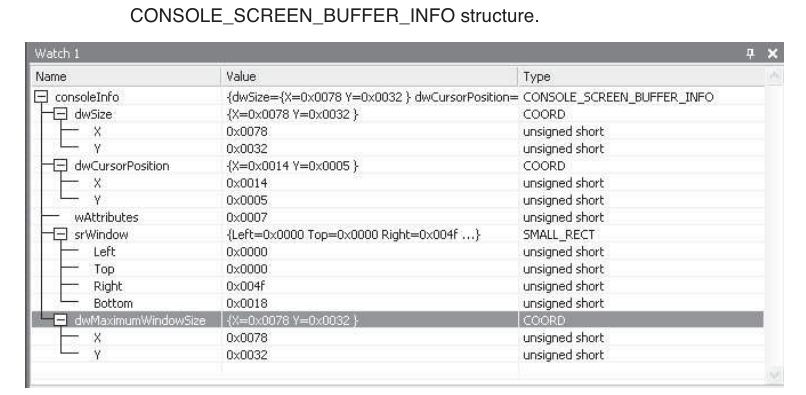 CONSOLE_SCREEN_BUFFER_INFO structure.
Watch 1
Name Value Type
consoleInfo {dwSize={X=0x0078 Y=0x0032 } dwCursorPosition= CONSOLE_SCREEN_BUFFER_INFO
dwSize {X=0x0078 Y=0x0032 } COORD
X 0x0078 unsigned short
Y 0x0032 unsigned short
dwCursorPosition {X=0x0014 Y=0x0005 } COORD
X 0x0014 unsigned short
Y 0x0005 unsigned short
wAttributes 0x0007 unsigned short
srWindow {Left=0x0000 Top=0x0000 Right=0x004f ...} SMALL_RECT
Left 0x0000 unsigned short
Top 0x0000 unsigned short
Right 0x004f unsigned short
Bottom 0x0018 unsigned short
dwMaximumWindowSize {X=0x0078 Y=0x0032 } COORD
X 0x0078 unsigned short
Y 0x0032 unsigned short